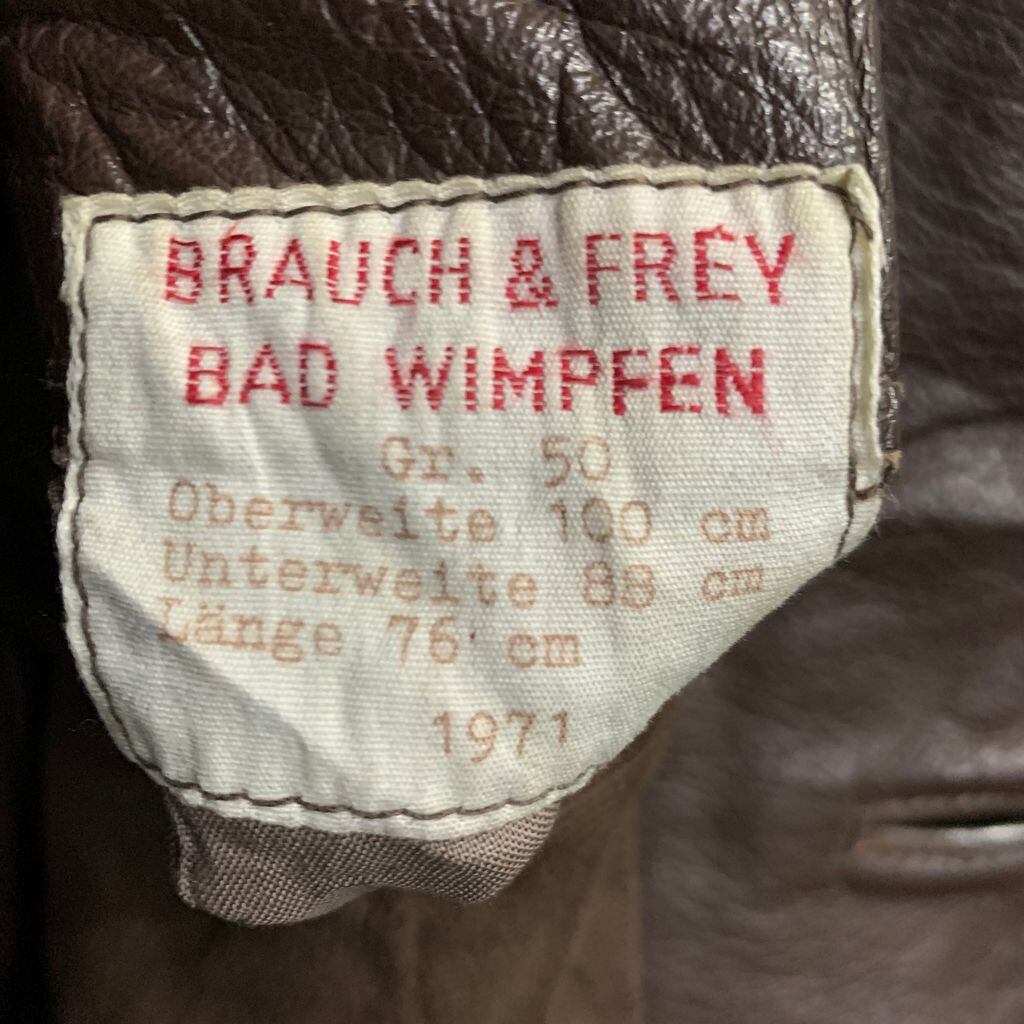 BRAUCH & FREY
BAD WIMPFEN
Gr. 50
Oberweite 100 cm
Unterweite 88 cm
Länge 76 cm
1971